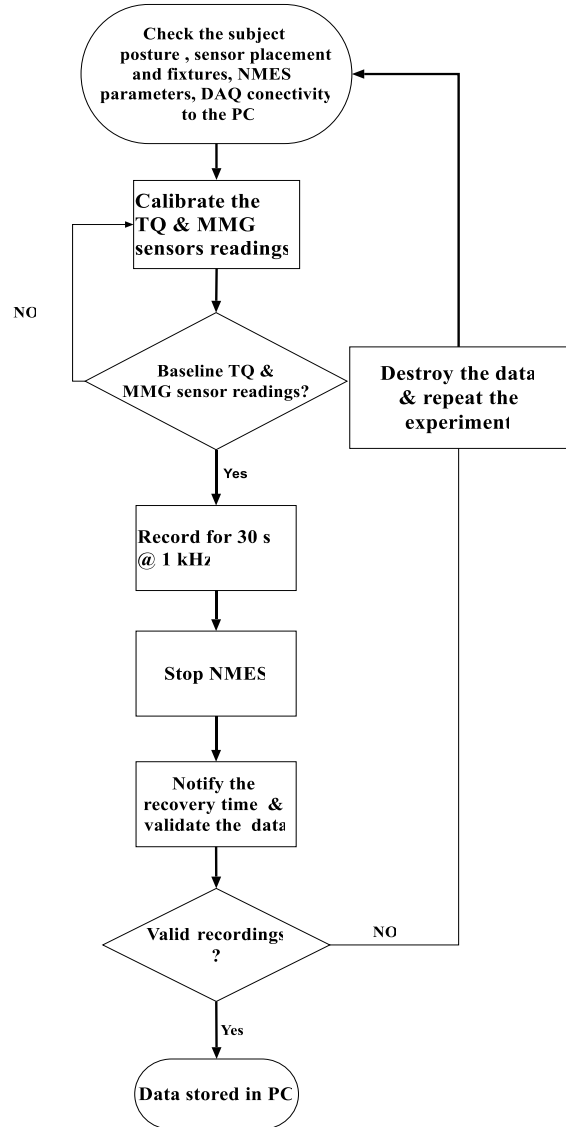 Check the subject
posture , sensor placement
and fixtures, NMES
parameters, DAQ conectivity
to the PC
Calibrate the
TQ & MMG
sensors readings
NO
Baseline TQ &
MMG sensor readings?
Destroy the data
& repeat the
experiment
Yes
Record for 30 s
@ 1 kHz
Stop NMES
Notify the
recovery time &
validate the data
Valid recordings
?
NO
Yes
Data stored in PC